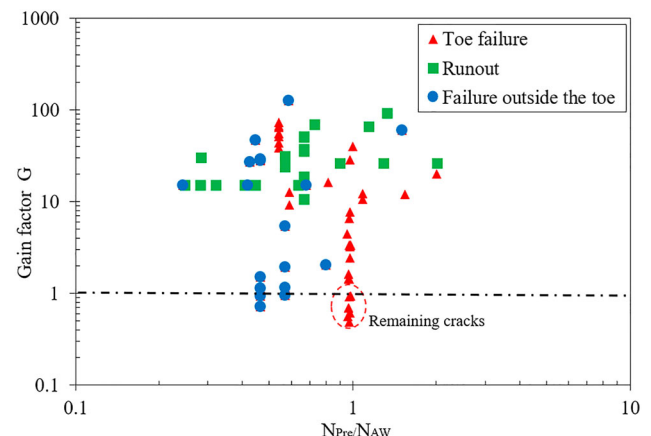 1000
100
10
1
0.1
Gain factor G
Toe failure
Runout
Failure outside the toe
Remaining cracks
0.1
1
10
NPre/NAW